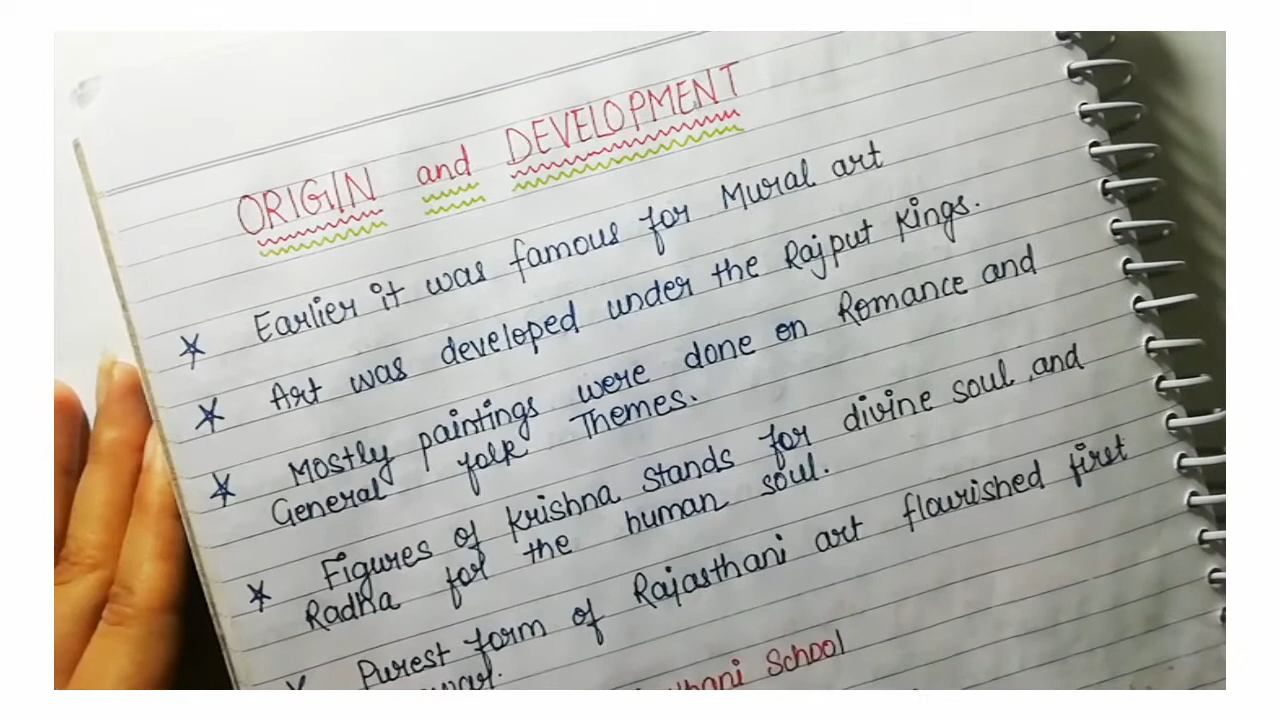 ORIGIN and DEVELOPMENT
* Earlier it was famous for Mural art
* Art was developed under the Rajput Kings.
* Mostly paintings were done on Romance and
General folk Themes.
* Figures of Krishna stands for divine soul and
Radha for the human soul.
* Purest form of Rajasthani art flourished first
School